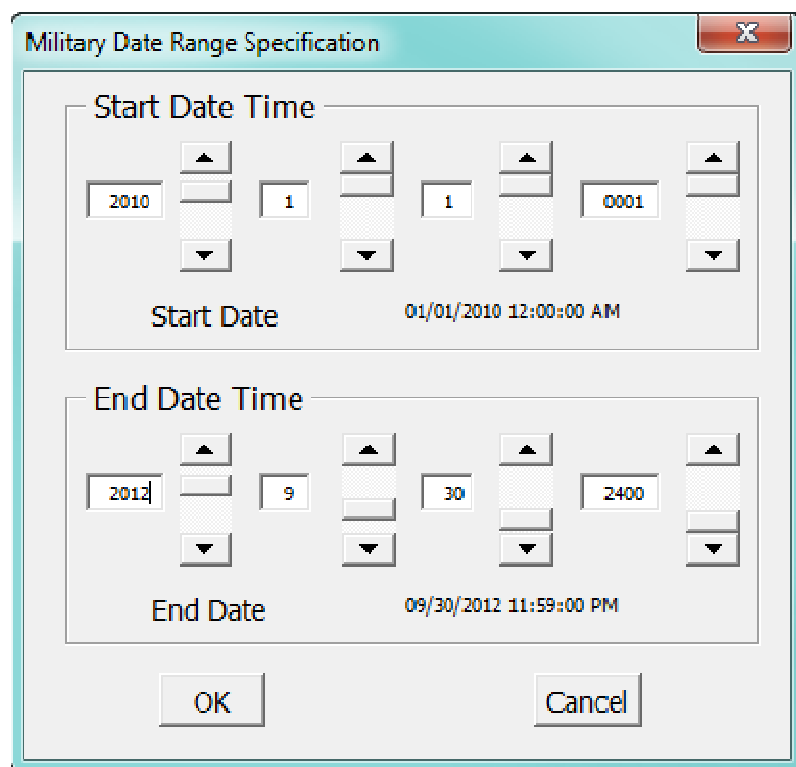 Military Date Range Specification
Start Date Time
2010 1 1 0001
Start Date 01/01/2010 12:00:00 AM
End Date Time
2012 9 30 2400
End Date 09/30/2012 11:59:00 PM
OK Cancel